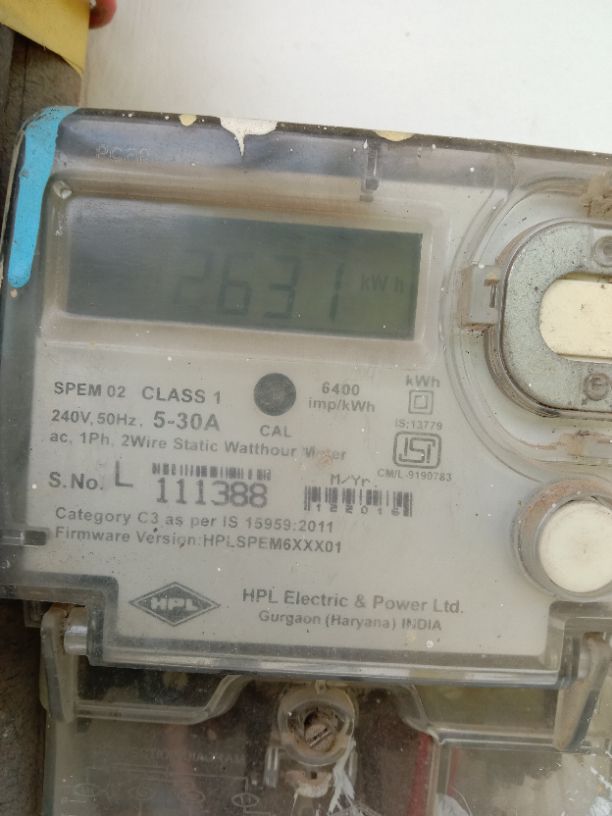 2631 kWh
SPEM 02 CLASS 1
240V, 50Hz, 5-30A
CAL
6400
imp/kWh
kWh
IS:13779
ac, 1Ph, 2Wire Static Watthour Meter
ISI
CM/L-9190783
S.No. L 111388
M/Yr.
122016
Category C3 as per IS 15959:2011
Firmware Version:HPLSPEM6XXX01
HPL
HPL Electric & Power Ltd.
Gurgaon (Haryana) INDIA